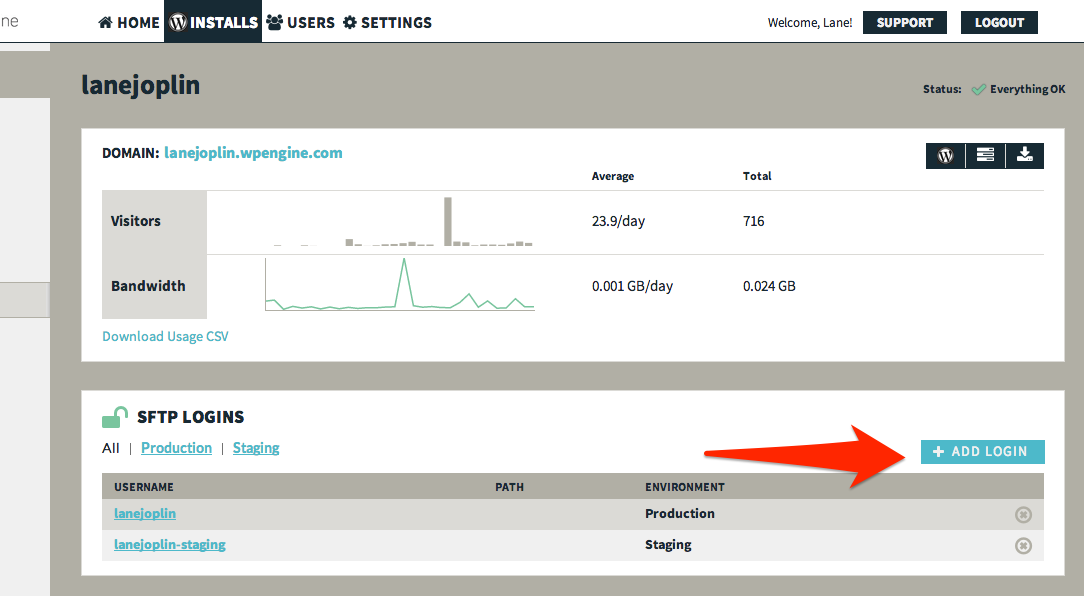 ne HOME INSTALLS USERS SETTINGS Welcome, Lane! SUPPORT LOGOUT
lanejoplin
Status: Everything OK
DOMAIN: lanejoplin.wpengine.com
Average Total
Visitors 23.9/day 716
Bandwidth 0.001 GB/day 0.024 GB
Download Usage CSV
SFTP LOGINS
All | Production | Staging
+ ADD LOGIN
USERNAME PATH ENVIRONMENT
lanejoplin Production
lanejoplin-staging Staging